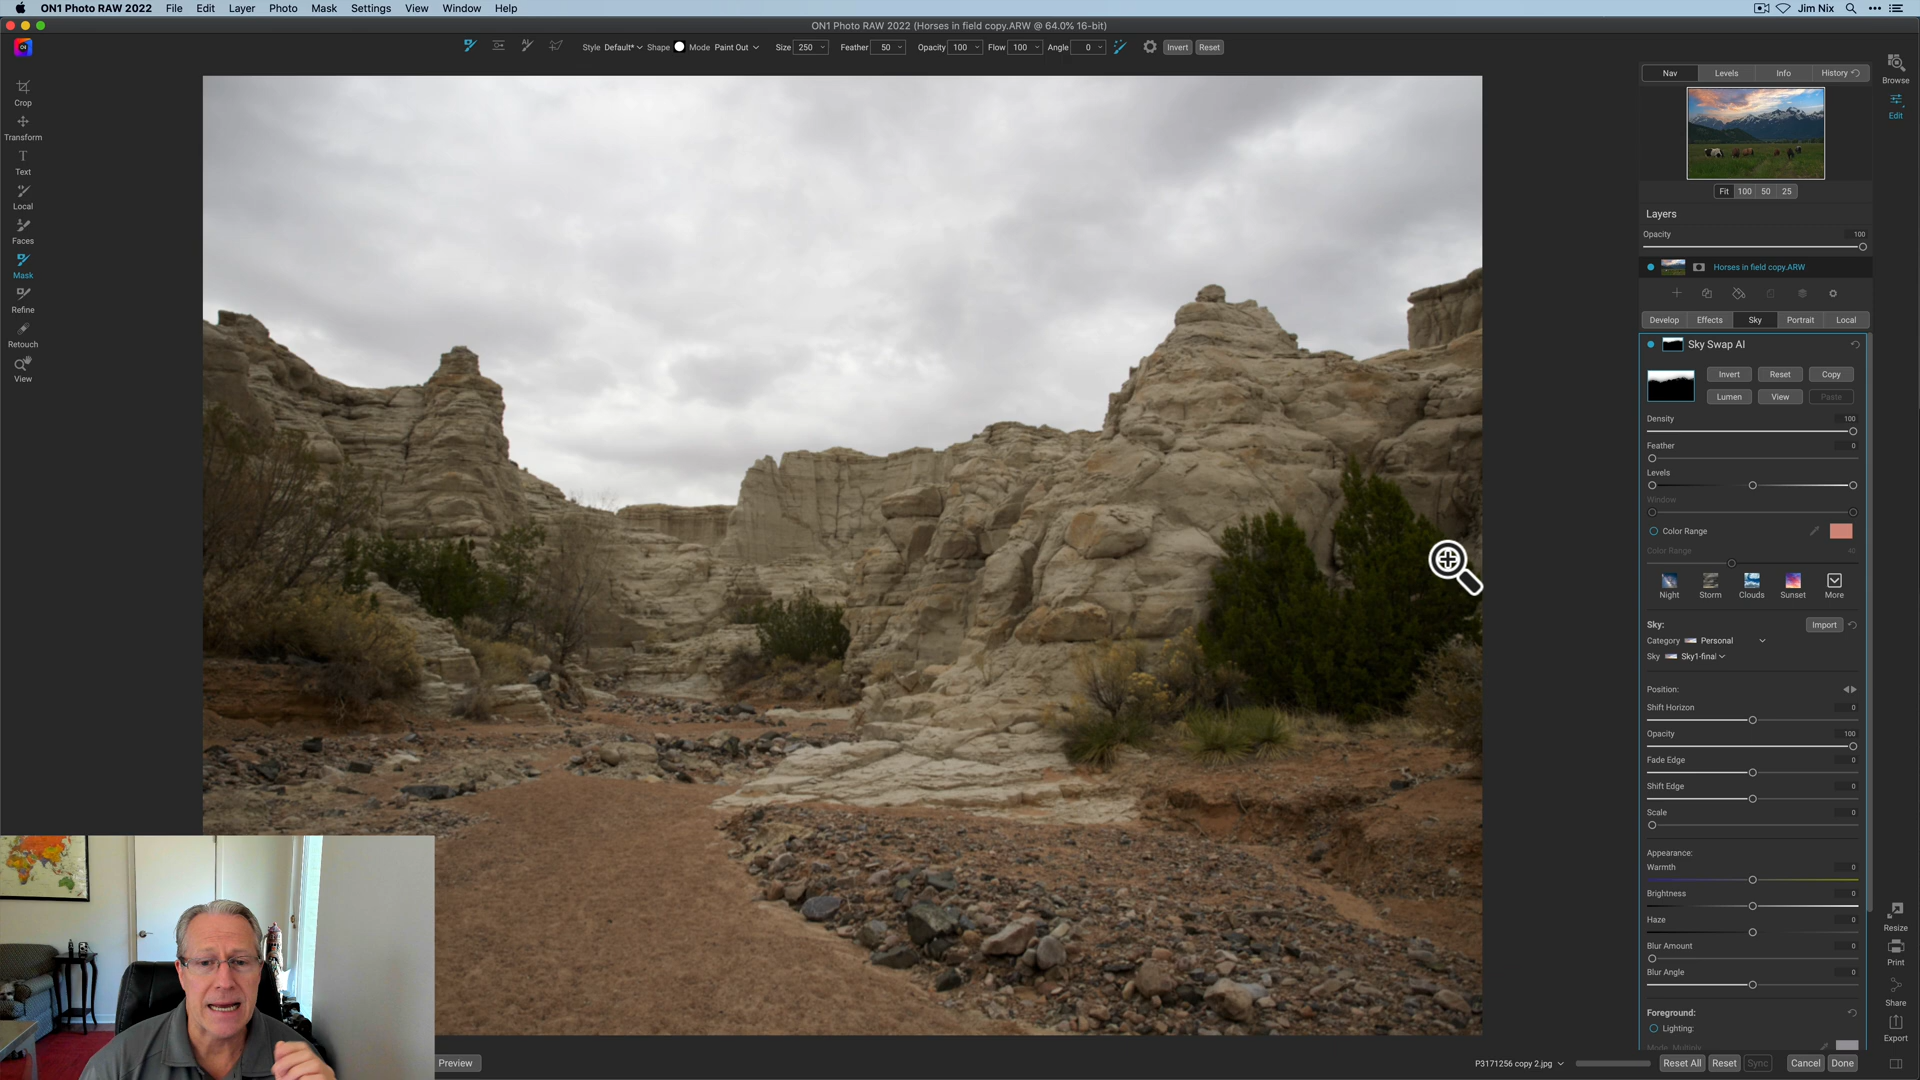 ON1 Photo RAW 2022 File Edit Layer Photo Mask Settings View Window Help Jim Nix
ON1 Photo RAW 2022 (Horses in field copy.ARW @ 64.0% 16-bit)
Style Default* Shape Mode Paint Out Size 250 Feather 50 Opacity 100 Flow 100 Angle 0 Invert Reset
Crop
Transform
Text
Local
Faces
Mask
Refine
Retouch
View
Nav Levels Info History
Browse
Edit
Fit 100 50 25
Layers
Opacity 100
Horses in field copy.ARW
Develop Effects Sky Portrait Local
Sky Swap AI
Invert Reset Copy
Lumen View Paste
Density 100
Feather 0
Levels
Window
Color Range
Color Range 40
Night Storm Clouds Sunset More
Sky: Import
Category Personal
Sky Sky1-final
Position:
Shift Horizon 0
Opacity 100
Fade Edge 0
Shift Edge 0
Scale 0
Appearance:
Warmth 0
Brightness 0
Haze 0
Blur Amount 0
Blur Angle 0
Foreground:
Lighting:
Mode Multiply
Resize
Print
Share
Export
Preview
P3171256 copy 2.jpg Reset All Reset Sync Cancel Done